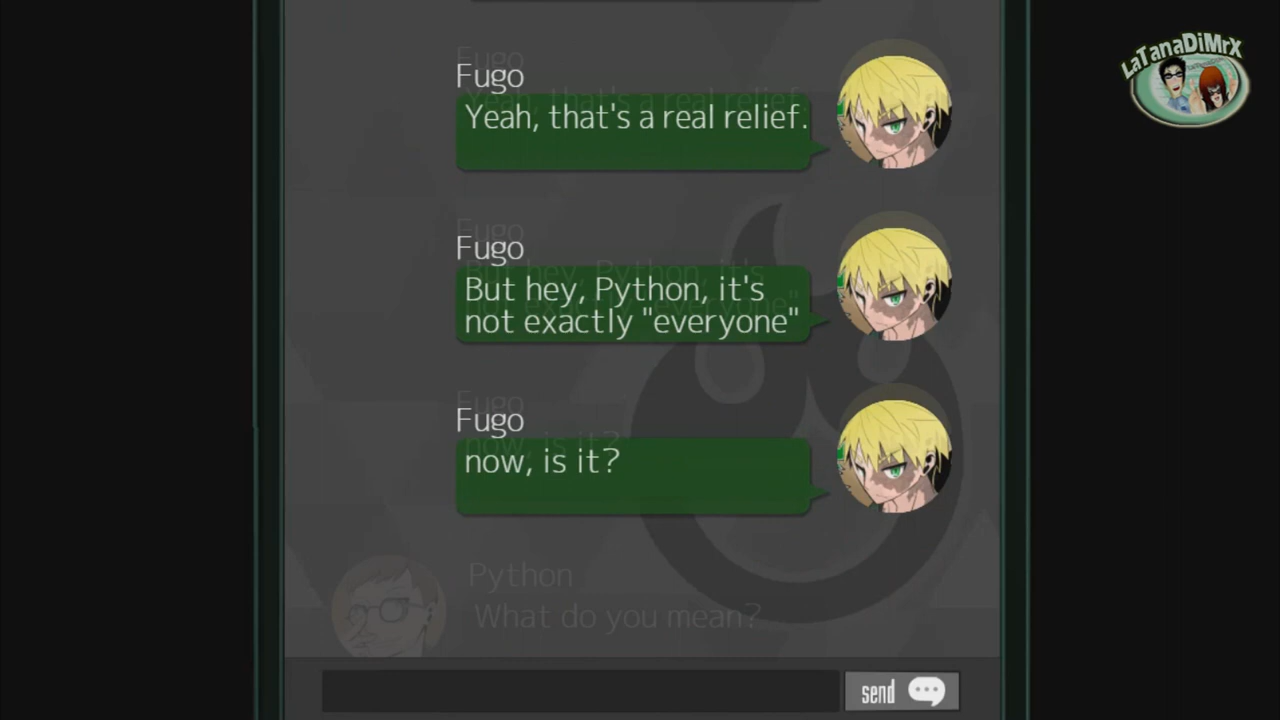 LaTanaDiMrX
Fugo
Yeah, that's a real relief.
Fugo
But hey, Python, it's
not exactly "everyone"
Fugo
now, is it?
Python
What do you mean?
send